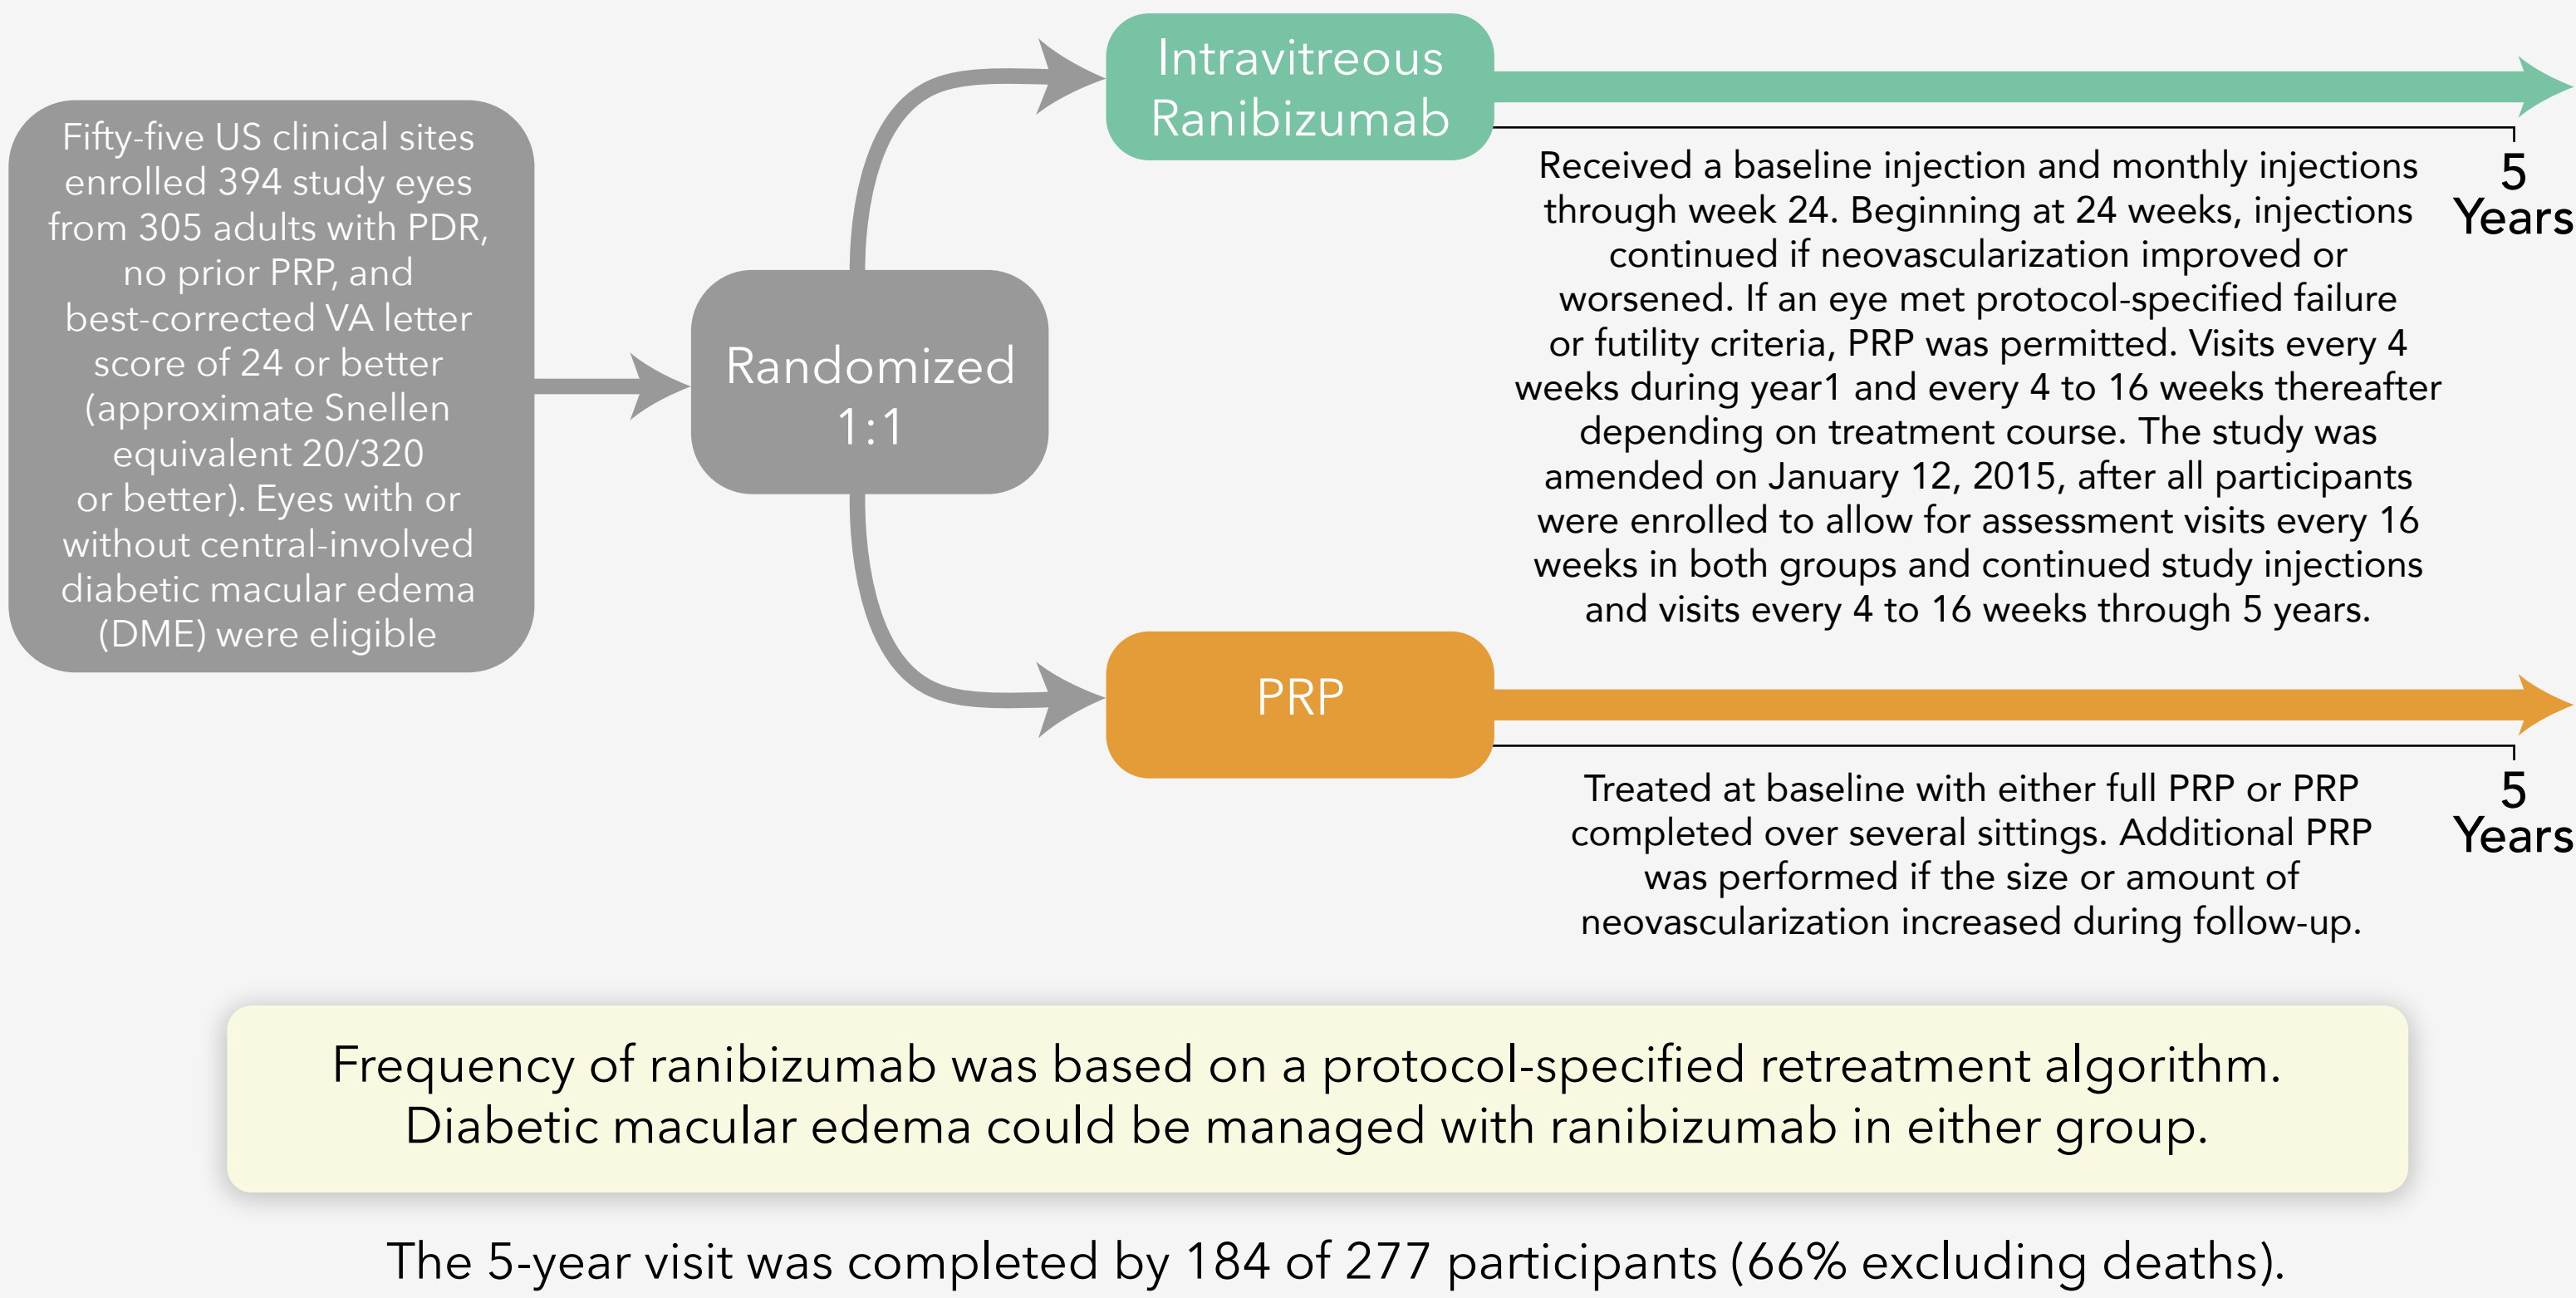 Fifty-five US clinical sites
enrolled 394 study eyes
from 305 adults with PDR,
no prior PRP, and
best-corrected VA letter
score of 24 or better
(approximate Snellen
equivalent 20/320
or better). Eyes with or
without central-involved
diabetic macular edema
(DME) were eligible
Randomized
1:1
Intravitreous
Ranibizumab
Received a baseline injection and monthly injections
through week 24. Beginning at 24 weeks, injections
continued if neovascularization improved or
worsened. If an eye met protocol-specified failure
or futility criteria, PRP was permitted. Visits every 4
weeks during year1 and every 4 to 16 weeks thereafter
depending on treatment course. The study was
amended on January 12, 2015, after all participants
were enrolled to allow for assessment visits every 16
weeks in both groups and continued study injections
and visits every 4 to 16 weeks through 5 years.
5
Years
PRP
Treated at baseline with either full PRP or PRP
completed over several sittings. Additional PRP
was performed if the size or amount of
neovascularization increased during follow-up.
5
Years
Frequency of ranibizumab was based on a protocol-specified retreatment algorithm.
Diabetic macular edema could be managed with ranibizumab in either group.
The 5-year visit was completed by 184 of 277 participants (66% excluding deaths).